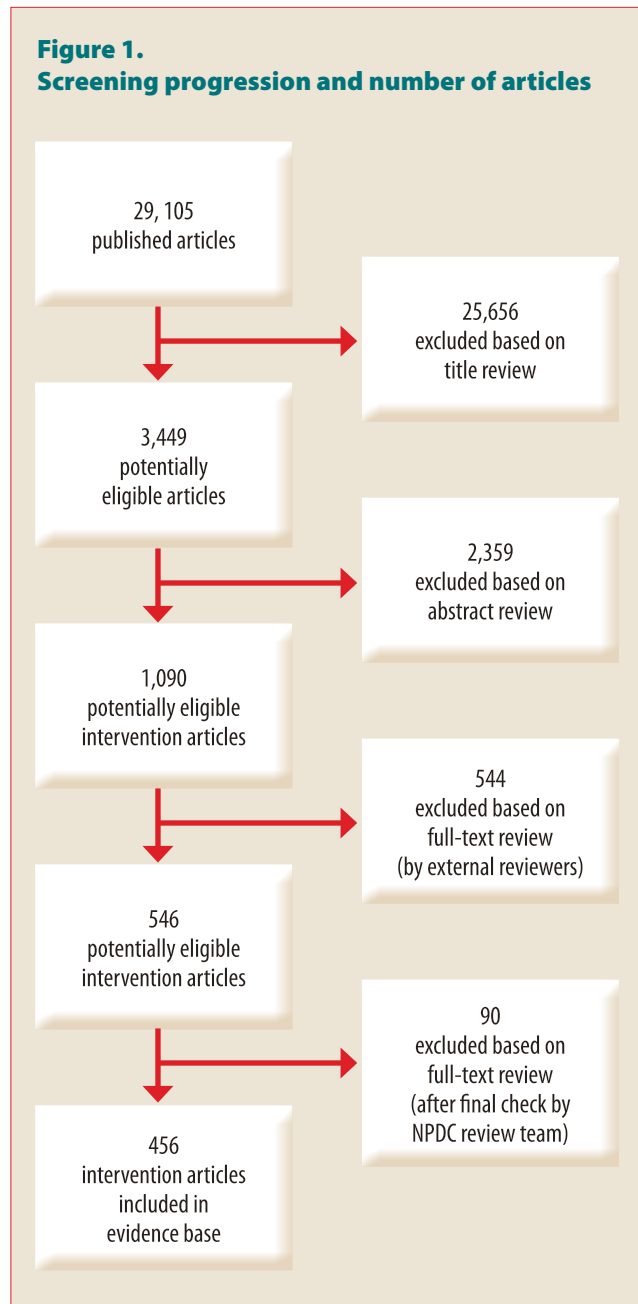 Figure 1.
Screening progression and number of articles
29, 105
published articles
25,656
excluded based on
title review
3,449
potentially
eligible articles
2,359
excluded based on
abstract review
1,090
potentially eligible
intervention articles
544
excluded based on
full-text review
(by external reviewers)
546
potentially eligible
intervention articles
90
excluded based on
full-text review
(after final check by
NPDC review team)
456
intervention articles
included in
evidence base